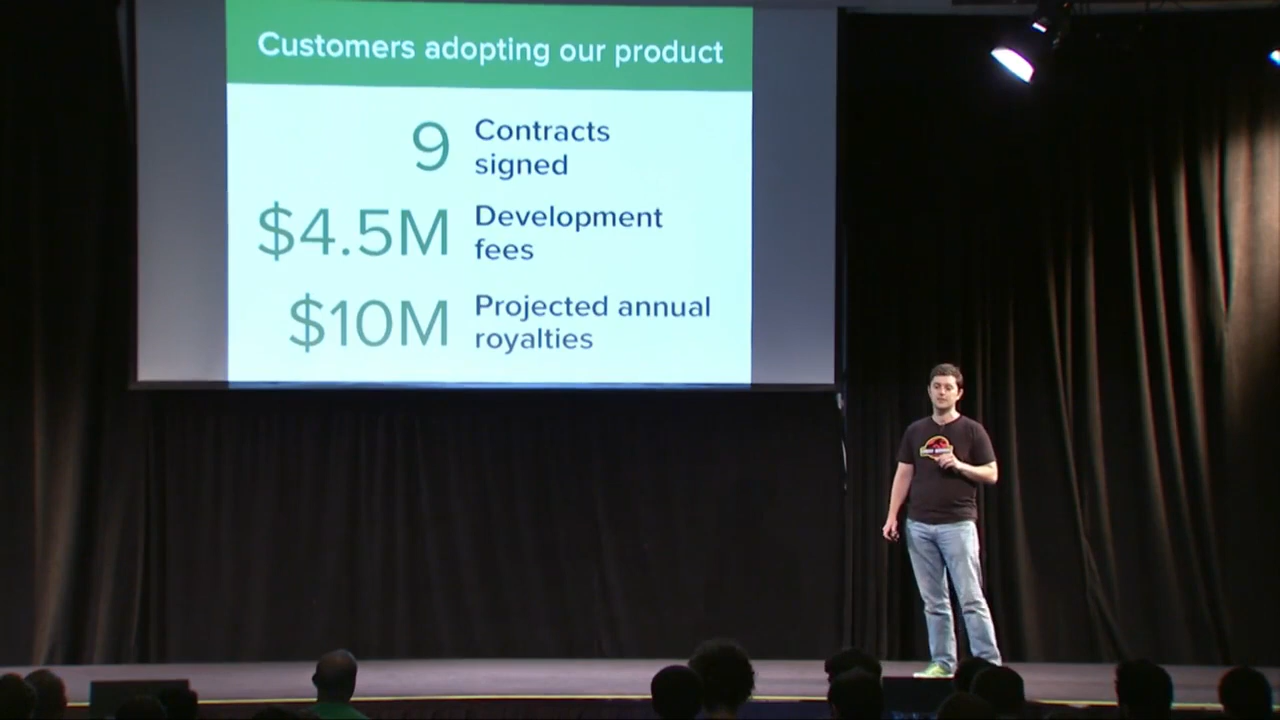 Customers adopting our product
9
Contracts
signed
$4.5M
Development
fees
$10M
Projected annual
royalties